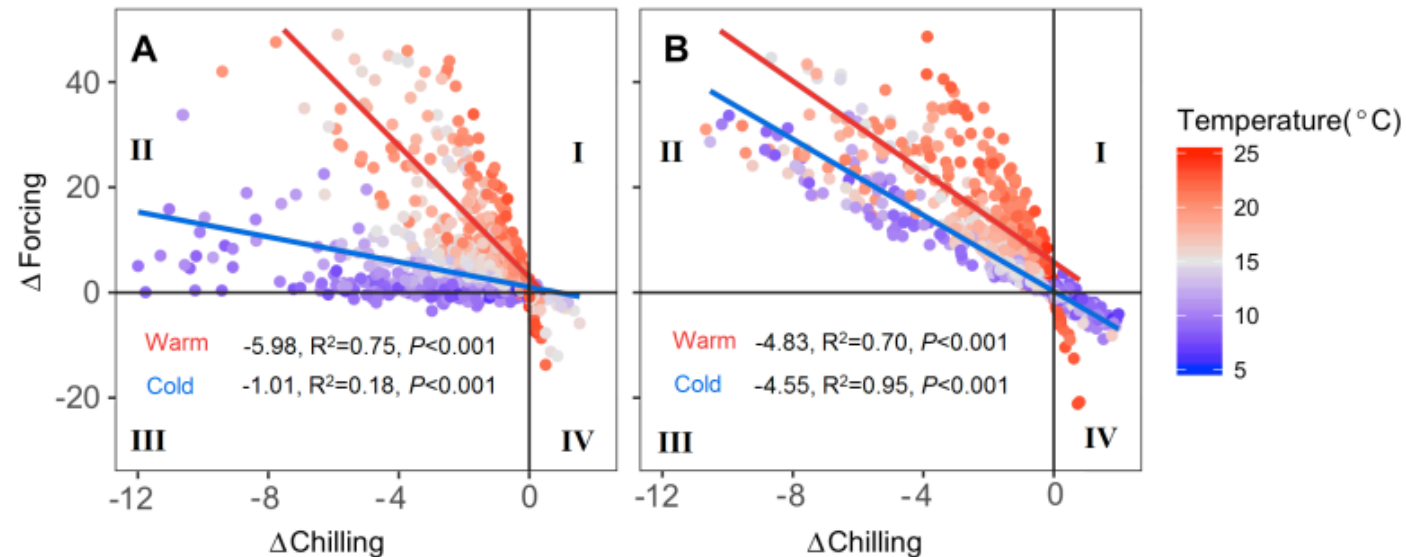 A
B
Temperature(°C)
25
20
15
10
5
40
20
0
-20
Δ Forcing
II
I
II
I
Warm -5.98, R²=0.75, P<0.001
Cold -1.01, R²=0.18, P<0.001
Warm -4.83, R²=0.70, P<0.001
Cold -4.55, R²=0.95, P<0.001
III
IV
III
IV
-12 -8 -4 0
-12 -8 -4 0
ΔChilling
ΔChilling